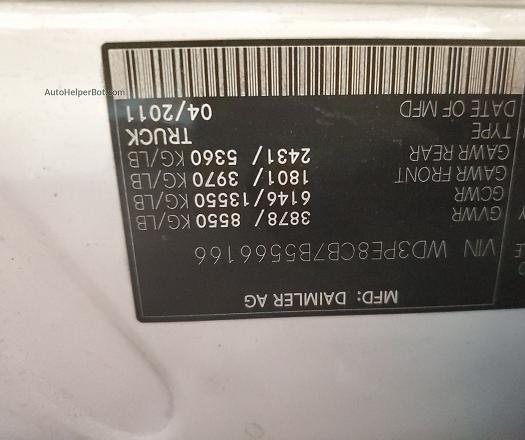 AutoHelperBot.com
MFD: DAIMLER AG
VIN WD3PE8CB7B5566166
GVWR 3878/ 8550 KG/LB
GCWR 6146/13550 KG/LB
GAWR FRONT 1801/ 3970 KG/LB
GAWR REAR 2431/ 5360 KG/LB
TYPE TRUCK
DATE OF MFD 04/2011